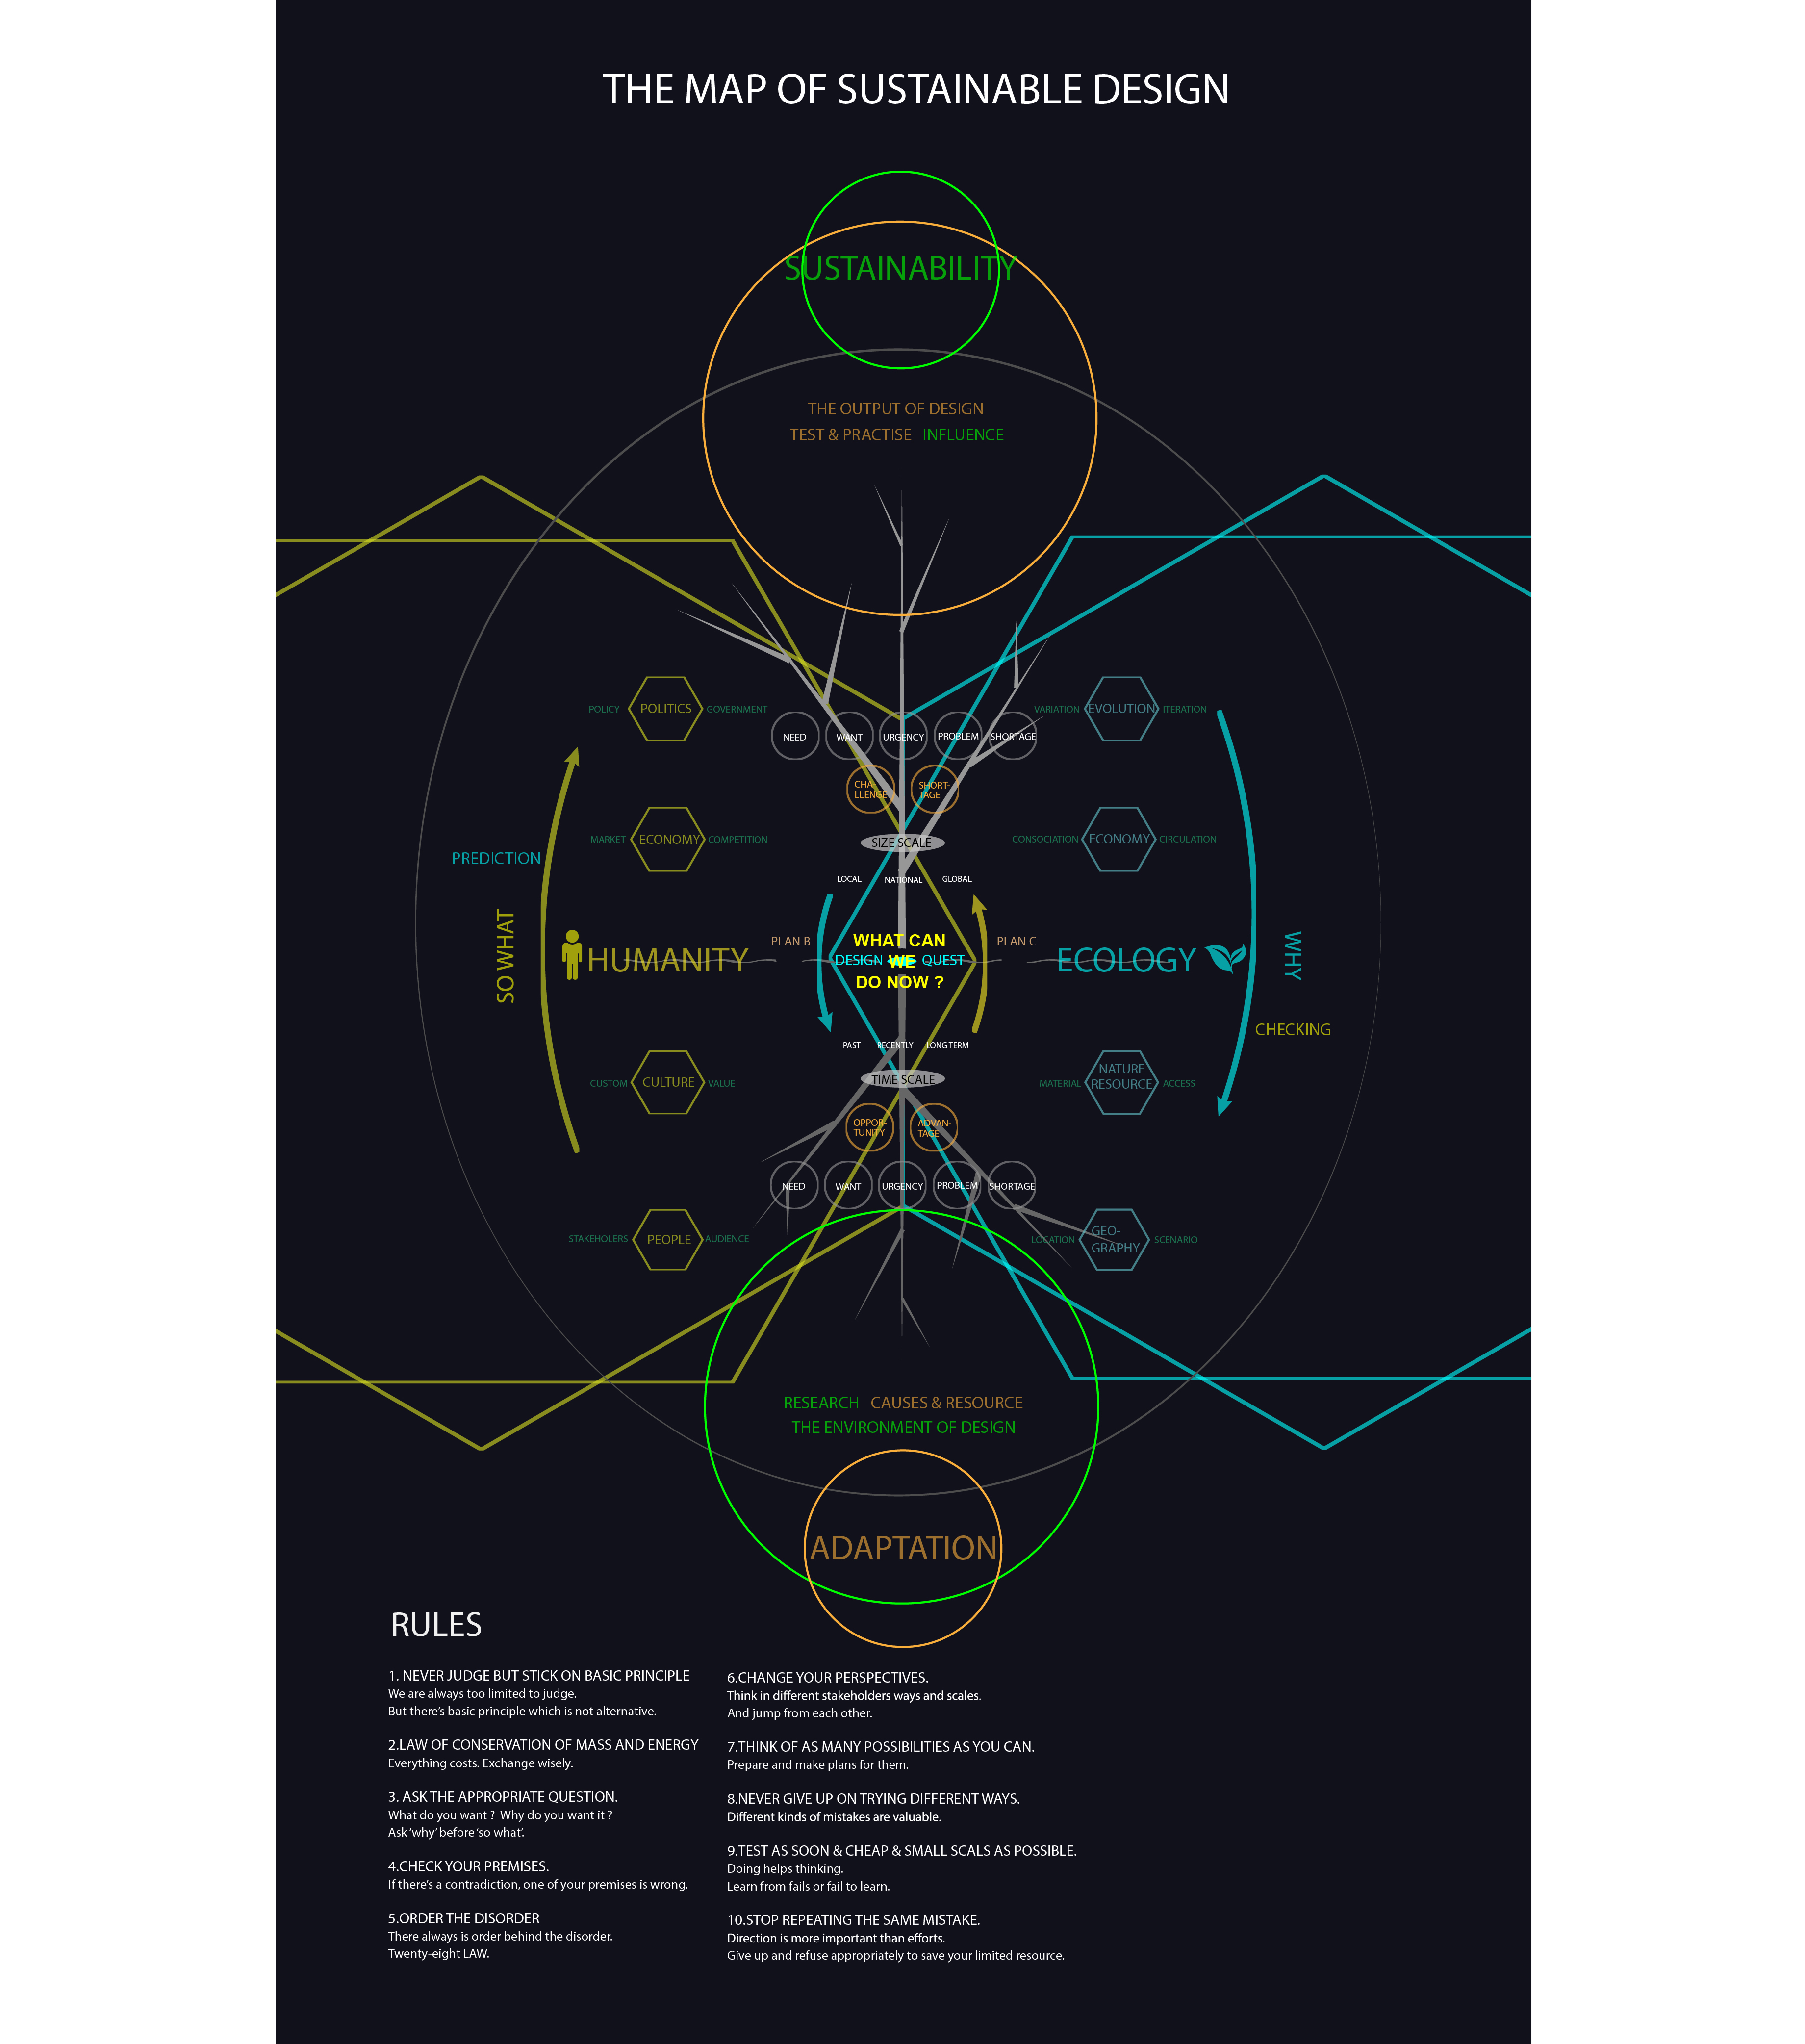 THE MAP OF SUSTAINABLE DESIGN
SUSTAINABILITY
THE OUTPUT OF DESIGN
TEST & PRACTISE INFLUENCE
POLICY POLITICS GOVERNMENT
NEED WANT URGENCY PROBLEM SHORTAGE
VARIATION EVOLUTION ITERATION
CHA-
LLENGE
SHORT-
TAGE
MARKET ECONOMY COMPETITION
SIZE SCALE
CONSOCIATION ECONOMY CIRCULATION
PREDICTION
LOCAL NATIONAL GLOBAL
SO WHAT
HUMANITY
PLAN B
WHAT CAN
DESIGN WE QUEST
DO NOW ?
PLAN C
ECOLOGY
WHY
CHECKING
PAST RECENTLY LONG TERM
TIME SCALE
CUSTOM CULTURE VALUE
MATERIAL NATURE
RESOURCE ACCESS
OPPOR-
TUNITY
ADVAN-
TAGE
NEED WANT URGENCY PROBLEM SHORTAGE
STAKEHOLERS PEOPLE AUDIENCE
LOCATION GEO-
GRAPHY SCENARIO
RESEARCH CAUSES & RESOURCE
THE ENVIRONMENT OF DESIGN
ADAPTATION
RULES
1. NEVER JUDGE BUT STICK ON BASIC PRINCIPLE
We are always too limited to judge.
But there's basic principle which is not alternative.
2.LAW OF CONSERVATION OF MASS AND ENERGY
Everything costs. Exchange wisely.
3. ASK THE APPROPRIATE QUESTION.
What do you want ? Why do you want it ?
Ask 'why' before 'so what'.
4.CHECK YOUR PREMISES.
If there's a contradiction, one of your premises is wrong.
5.ORDER THE DISORDER
There always is order behind the disorder.
Twenty-eight LAW.
6.CHANGE YOUR PERSPECTIVES.
Think in different stakeholders ways and scales.
And jump from each other.
7.THINK OF AS MANY POSSIBILITIES AS YOU CAN.
Prepare and make plans for them.
8.NEVER GIVE UP ON TRYING DIFFERENT WAYS.
Different kinds of mistakes are valuable.
9.TEST AS SOON & CHEAP & SMALL SCALS AS POSSIBLE.
Doing helps thinking.
Learn from fails or fail to learn.
10.STOP REPEATING THE SAME MISTAKE.
Direction is more important than efforts.
Give up and refuse appropriately to save your limited resource.